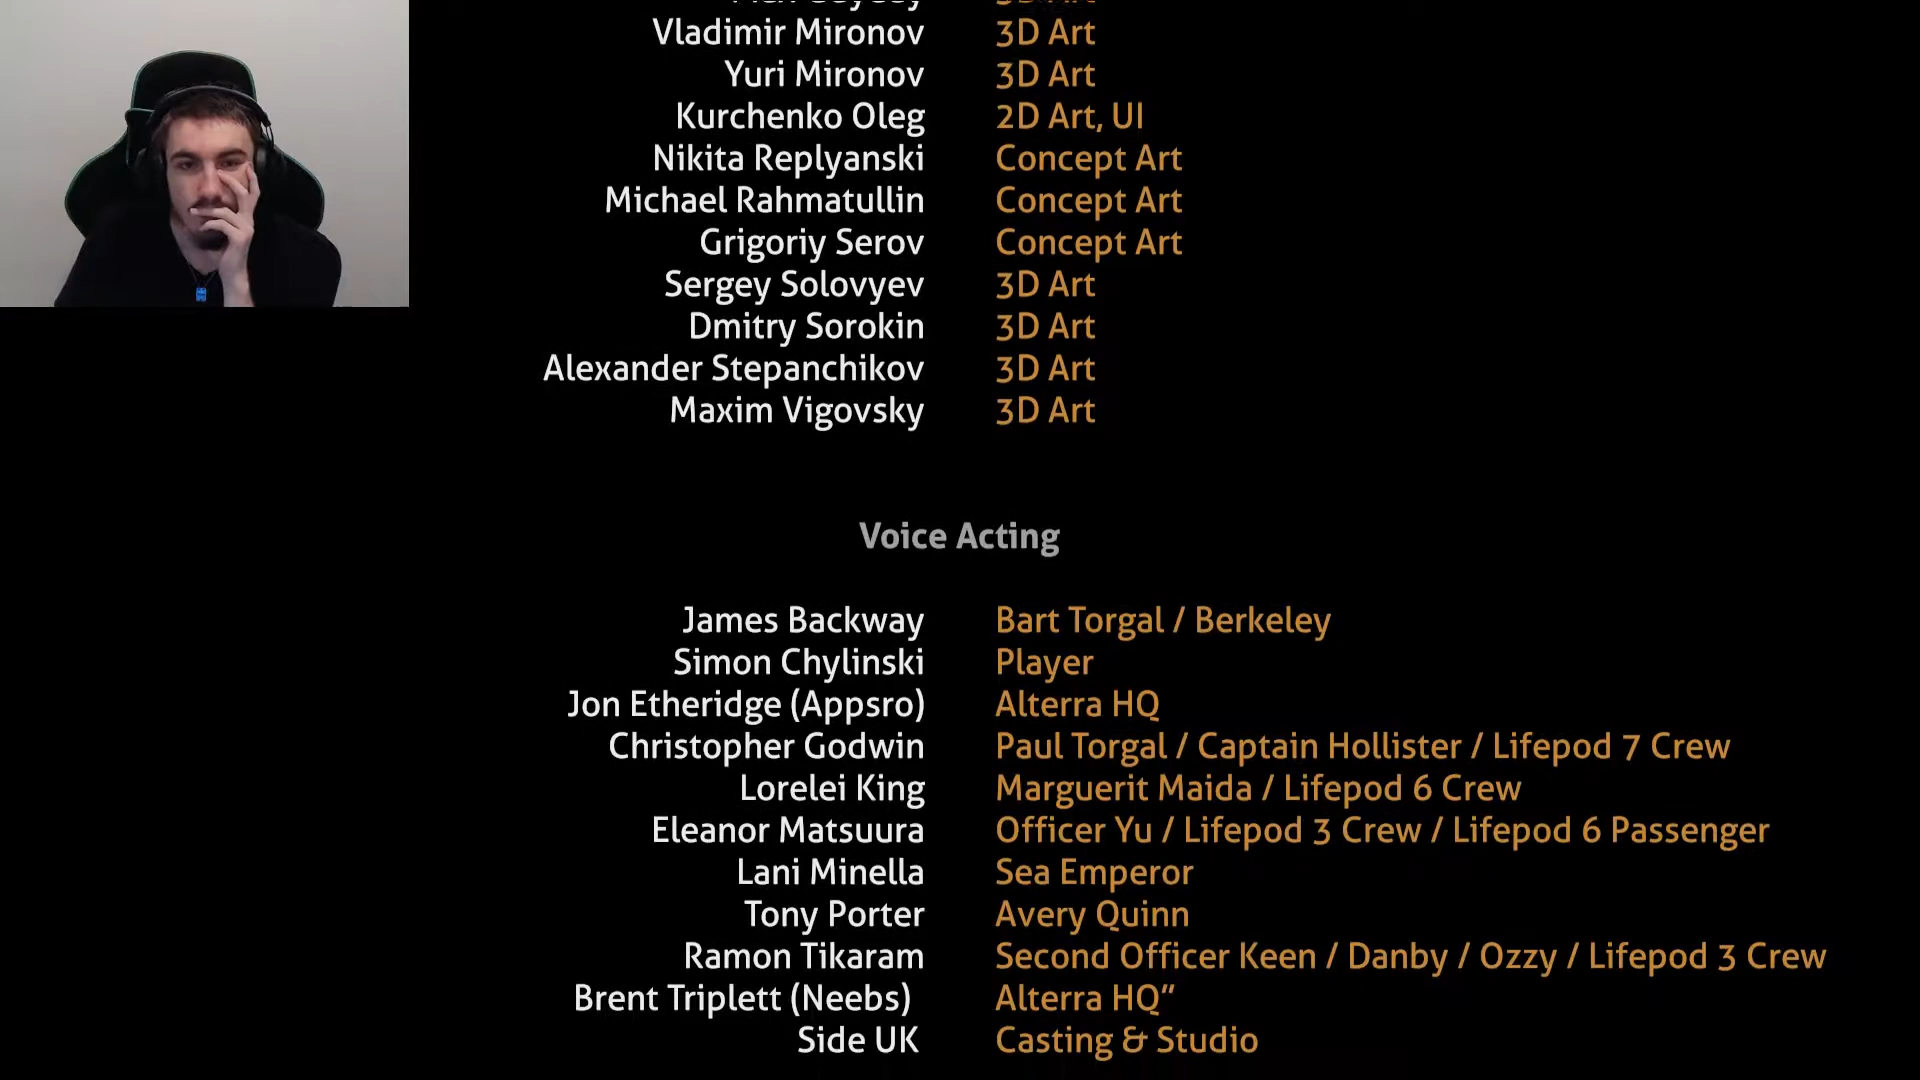 Vladimir Mironov 3D Art
Yuri Mironov 3D Art
Kurchenko Oleg 2D Art, UI
Nikita Replyanski Concept Art
Michael Rahmatullin Concept Art
Grigoriy Serov Concept Art
Sergey Solovyev 3D Art
Dmitry Sorokin 3D Art
Alexander Stepanchikov 3D Art
Maxim Vigovsky 3D Art
Voice Acting
James Backway Bart Torgal / Berkeley
Simon Chylinski Player
Jon Etheridge (Appsro) Alterra HQ
Christopher Godwin Paul Torgal / Captain Hollister / Lifepod 7 Crew
Lorelei King Marguerit Maida / Lifepod 6 Crew
Eleanor Matsuura Officer Yu / Lifepod 3 Crew / Lifepod 6 Passenger
Lani Minella Sea Emperor
Tony Porter Avery Quinn
Ramon Tikaram Second Officer Keen / Danby / Ozzy / Lifepod 3 Crew
Brent Triplett (Neebs) Alterra HQ”
Side UK Casting & Studio